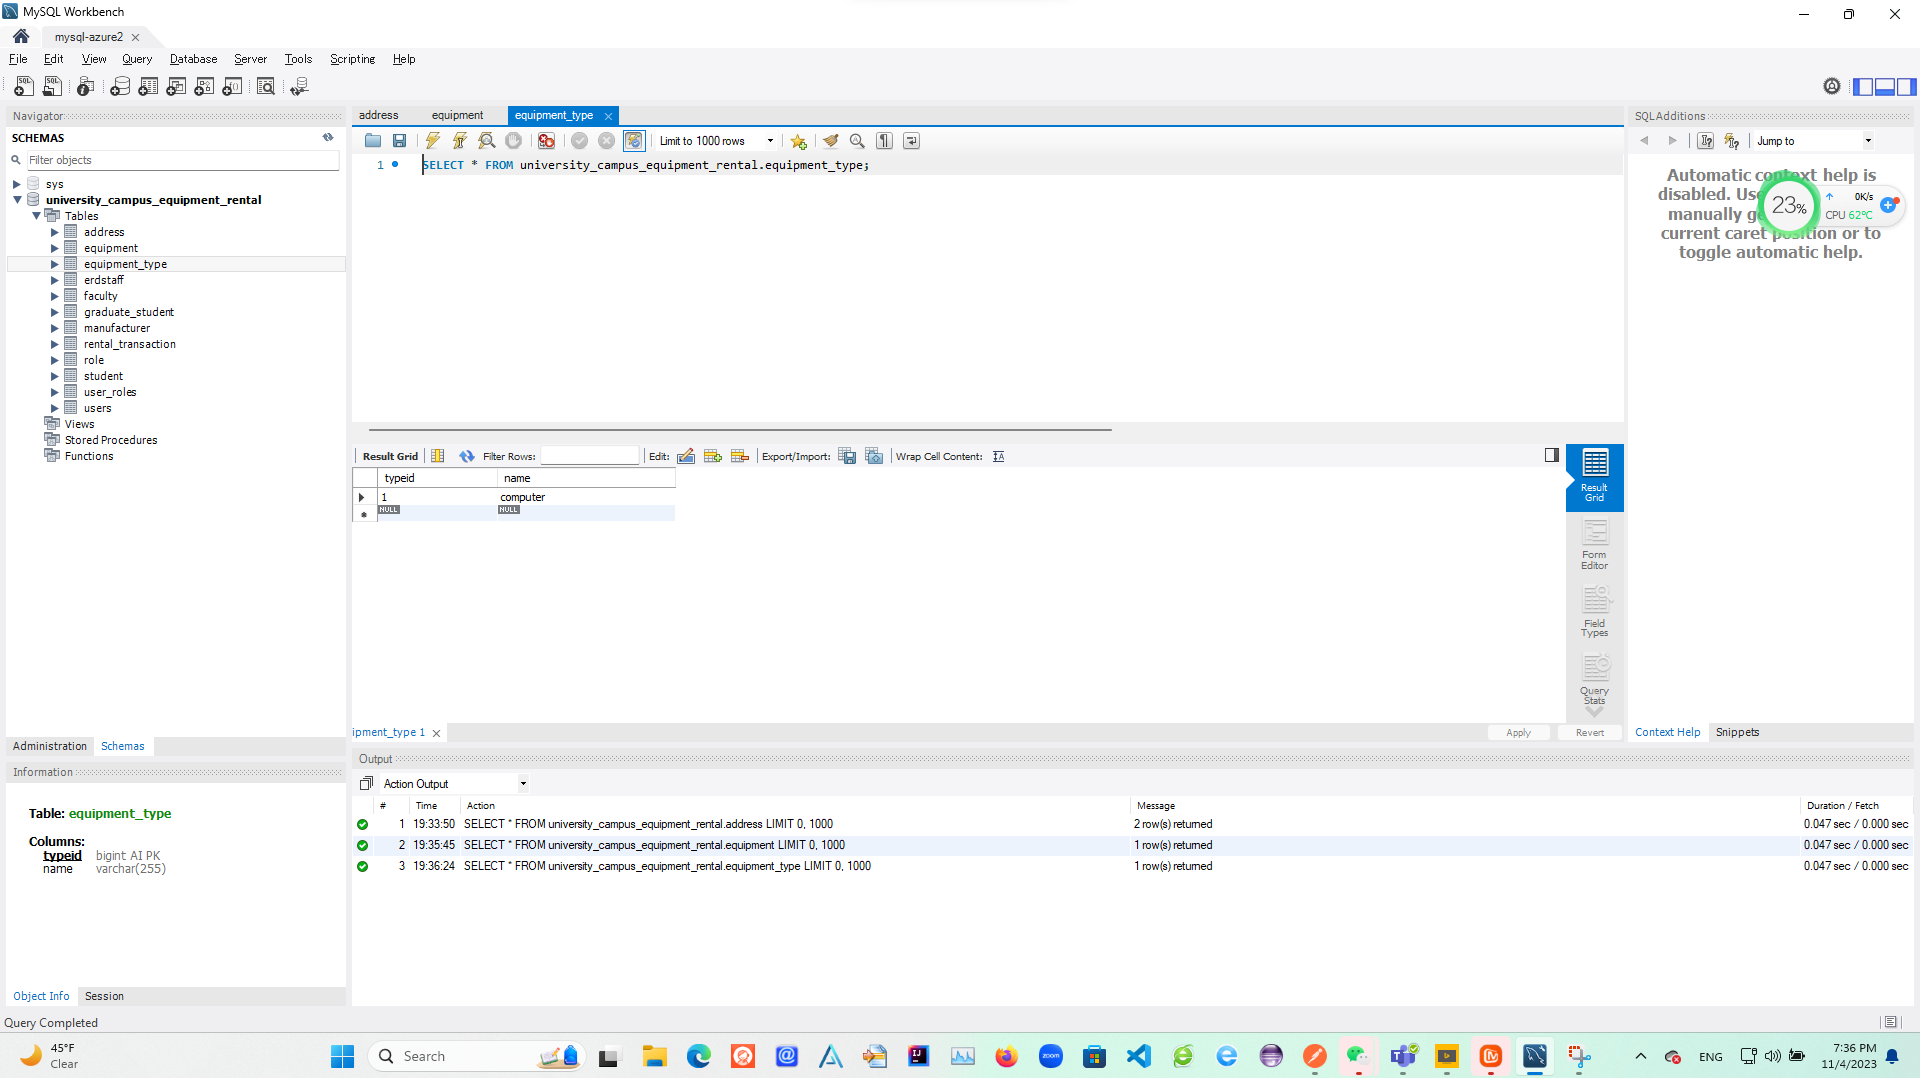 MySQL Workbench
mysql-azure2
File Edit View Query Database Server Tools Scripting Help
Navigator
SCHEMAS
Filter objects
sys
university_campus_equipment_rental
Tables
address
equipment
equipment_type
erdstaff
faculty
graduate_student
manufacturer
rental_transaction
role
student
user_roles
users
Views
Stored Procedures
Functions
Administration Schemas
Information
Table: equipment_type
Columns:
typeid bigint AI PK
name varchar(255)
Object Info Session
Query Completed
address equipment equipment_type
Limit to 1000 rows
1 SELECT * FROM university_campus_equipment_rental.equipment_type;
Result Grid Filter Rows: Edit: Export/Import: Wrap Cell Content:
typeid name
1 computer
NULL NULL
Result
Grid
Form
Editor
Field
Types
Query
Stats
ipment_type 1
Apply Revert
Output
Action Output
# Time Action Message Duration / Fetch
1 19:33:50 SELECT * FROM university_campus_equipment_rental.address LIMIT 0, 1000 2 row(s) returned 0.047 sec / 0.000 sec
2 19:35:45 SELECT * FROM university_campus_equipment_rental.equipment LIMIT 0, 1000 1 row(s) returned 0.047 sec / 0.000 sec
3 19:36:24 SELECT * FROM university_campus_equipment_rental.equipment_type LIMIT 0, 1000 1 row(s) returned 0.047 sec / 0.000 sec
SQLAdditions
Jump to
Automatic context help is
disabled. Use
manually
current caret position or to
toggle automatic help.
23%
0K/s
CPU 62°C
Context Help Snippets
45°F
Clear
Search
zoom
ENG
7:36 PM
11/4/2023